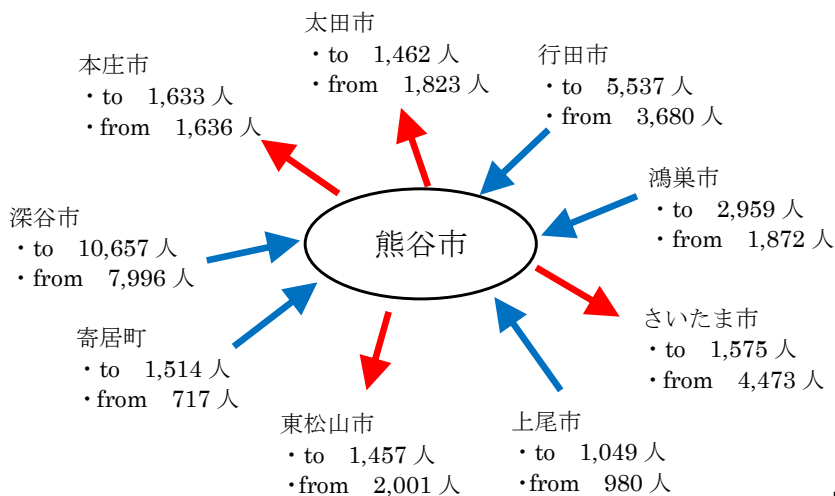 太田市
・to 1,462 人
・from 1,823 人
本庄市
・to 1,633 人
・from 1,636 人
行田市
・to 5,537 人
・from 3,680 人
鴻巣市
・to 2,959 人
・from 1,872 人
深谷市
・to 10,657 人
・from 7,996 人
熊谷市
さいたま市
・to 1,575 人
・from 4,473 人
寄居町
・to 1,514 人
・from 717 人
東松山市
・to 1,457 人
・from 2,001 人
上尾市
・to 1,049 人
・from 980 人